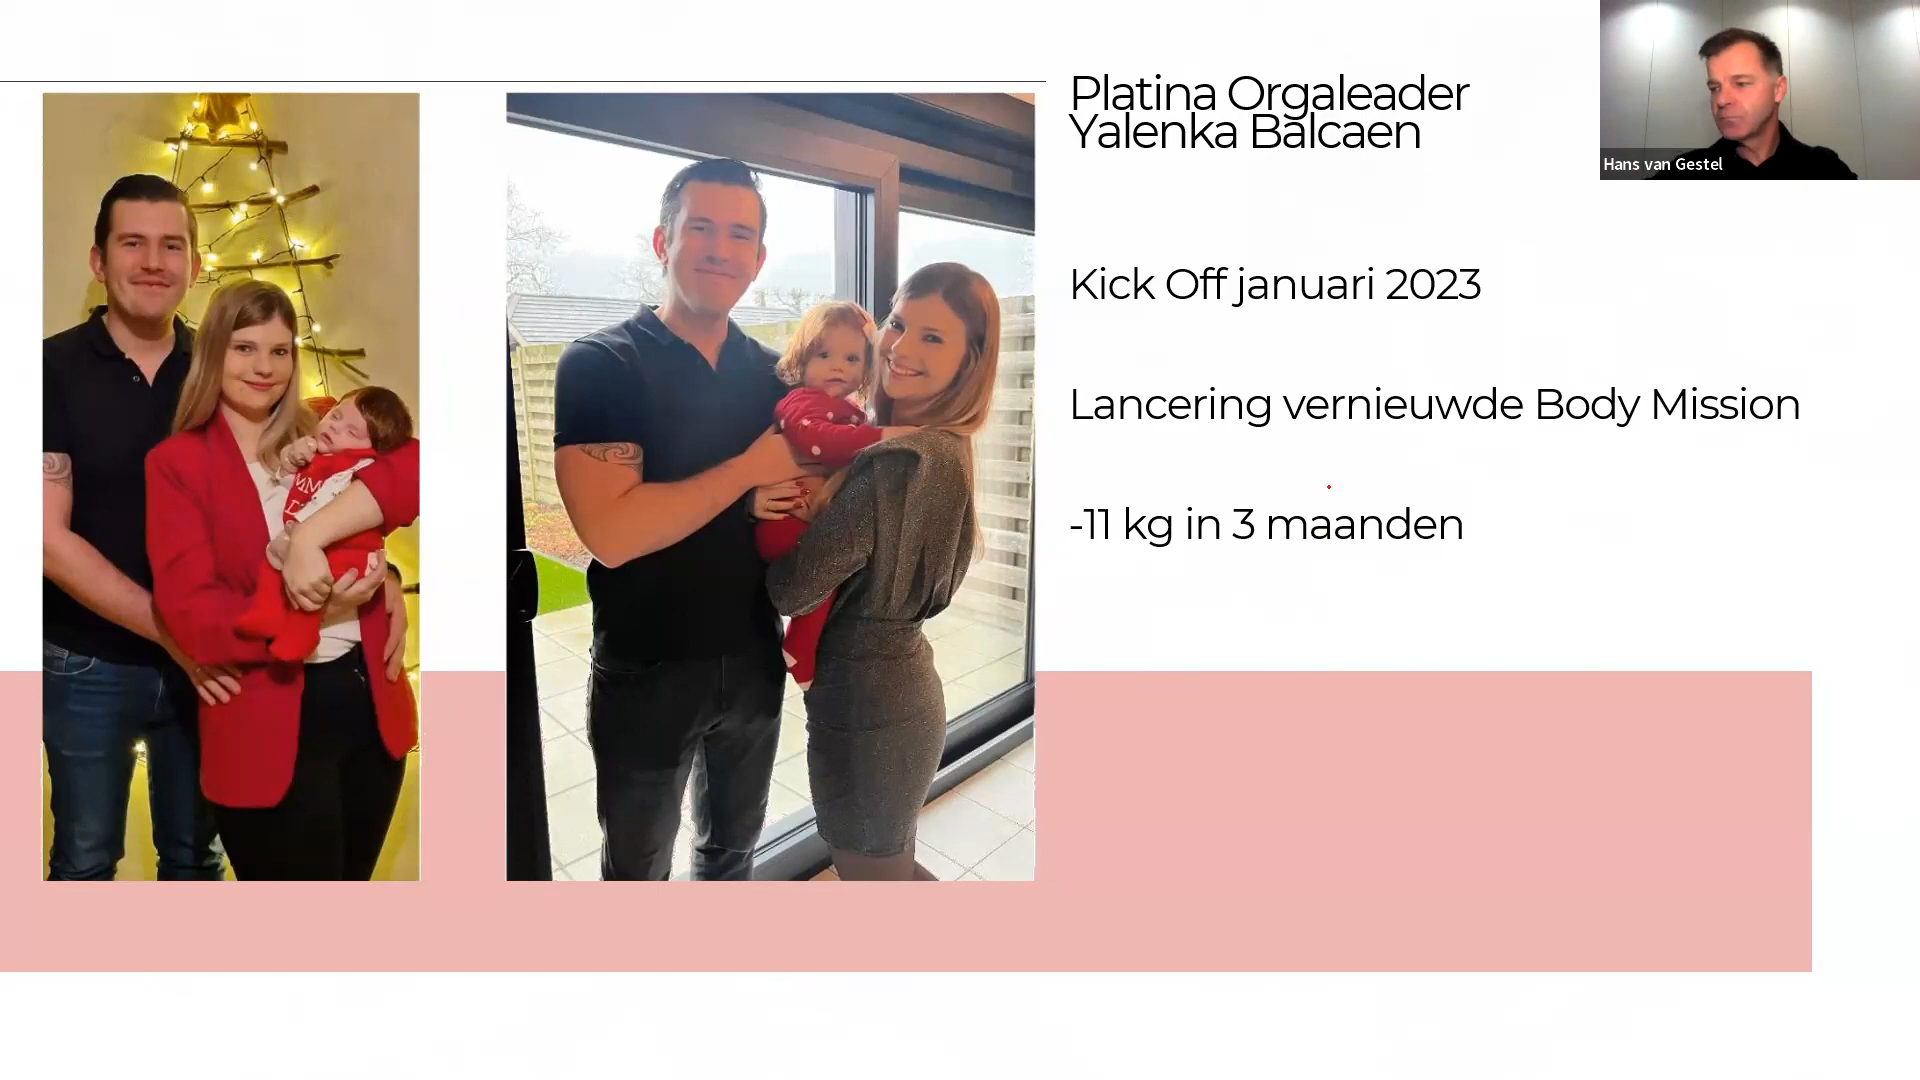 Platina Orgaleader
Yalenka Balcaen
Hans van Gestel
Kick Off januari 2023
Lancering vernieuwde Body Mission
-11 kg in 3 maanden